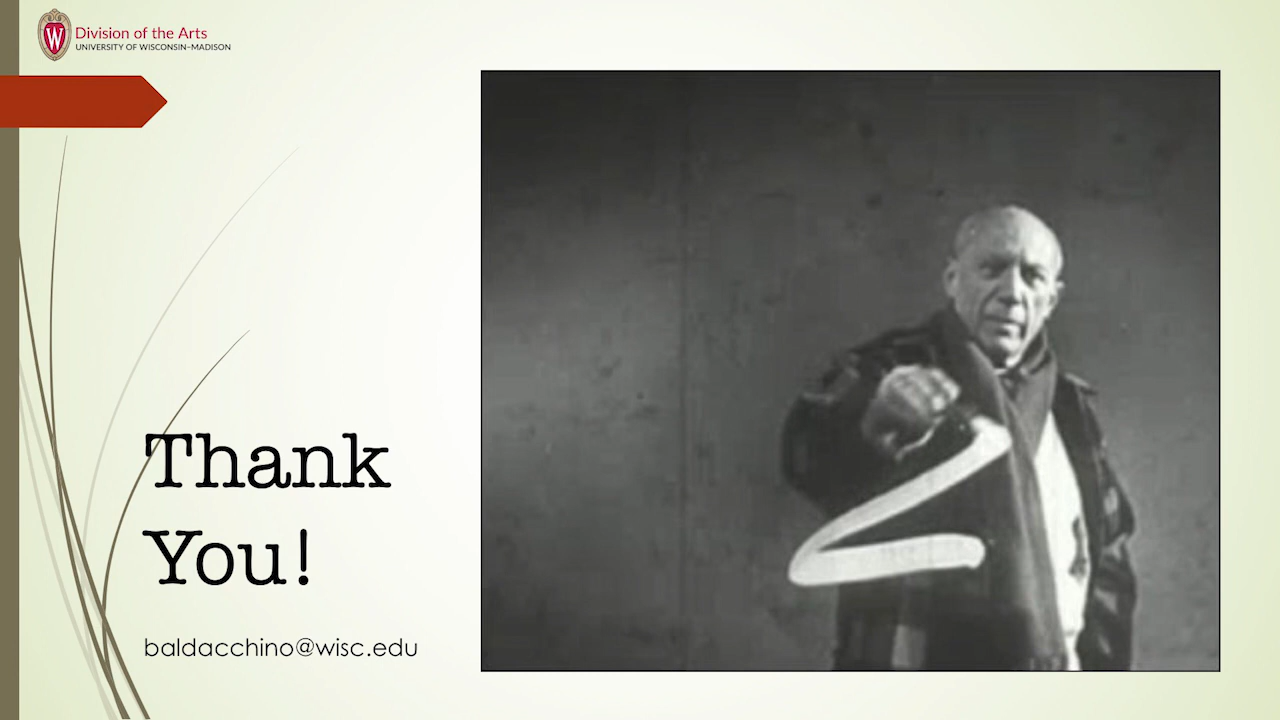 W
Division of the Arts
UNIVERSITY OF WISCONSIN–MADISON
Thank
You!
baldacchino@wisc.edu